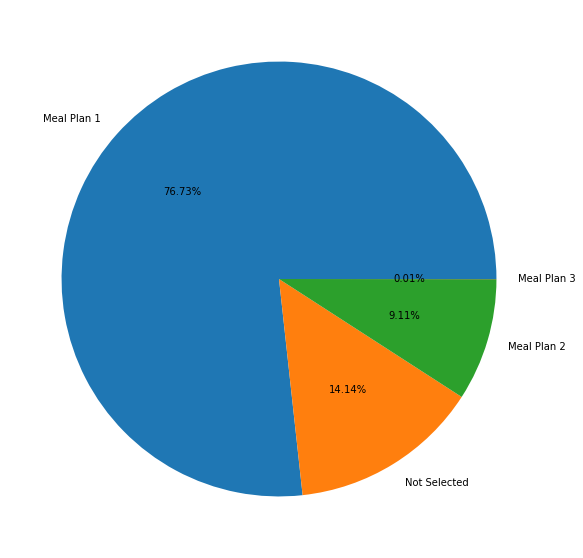 Meal Plan 1
76.73%
0.01%
Meal Plan 3
9.11%
Meal Plan 2
14.14%
Not Selected